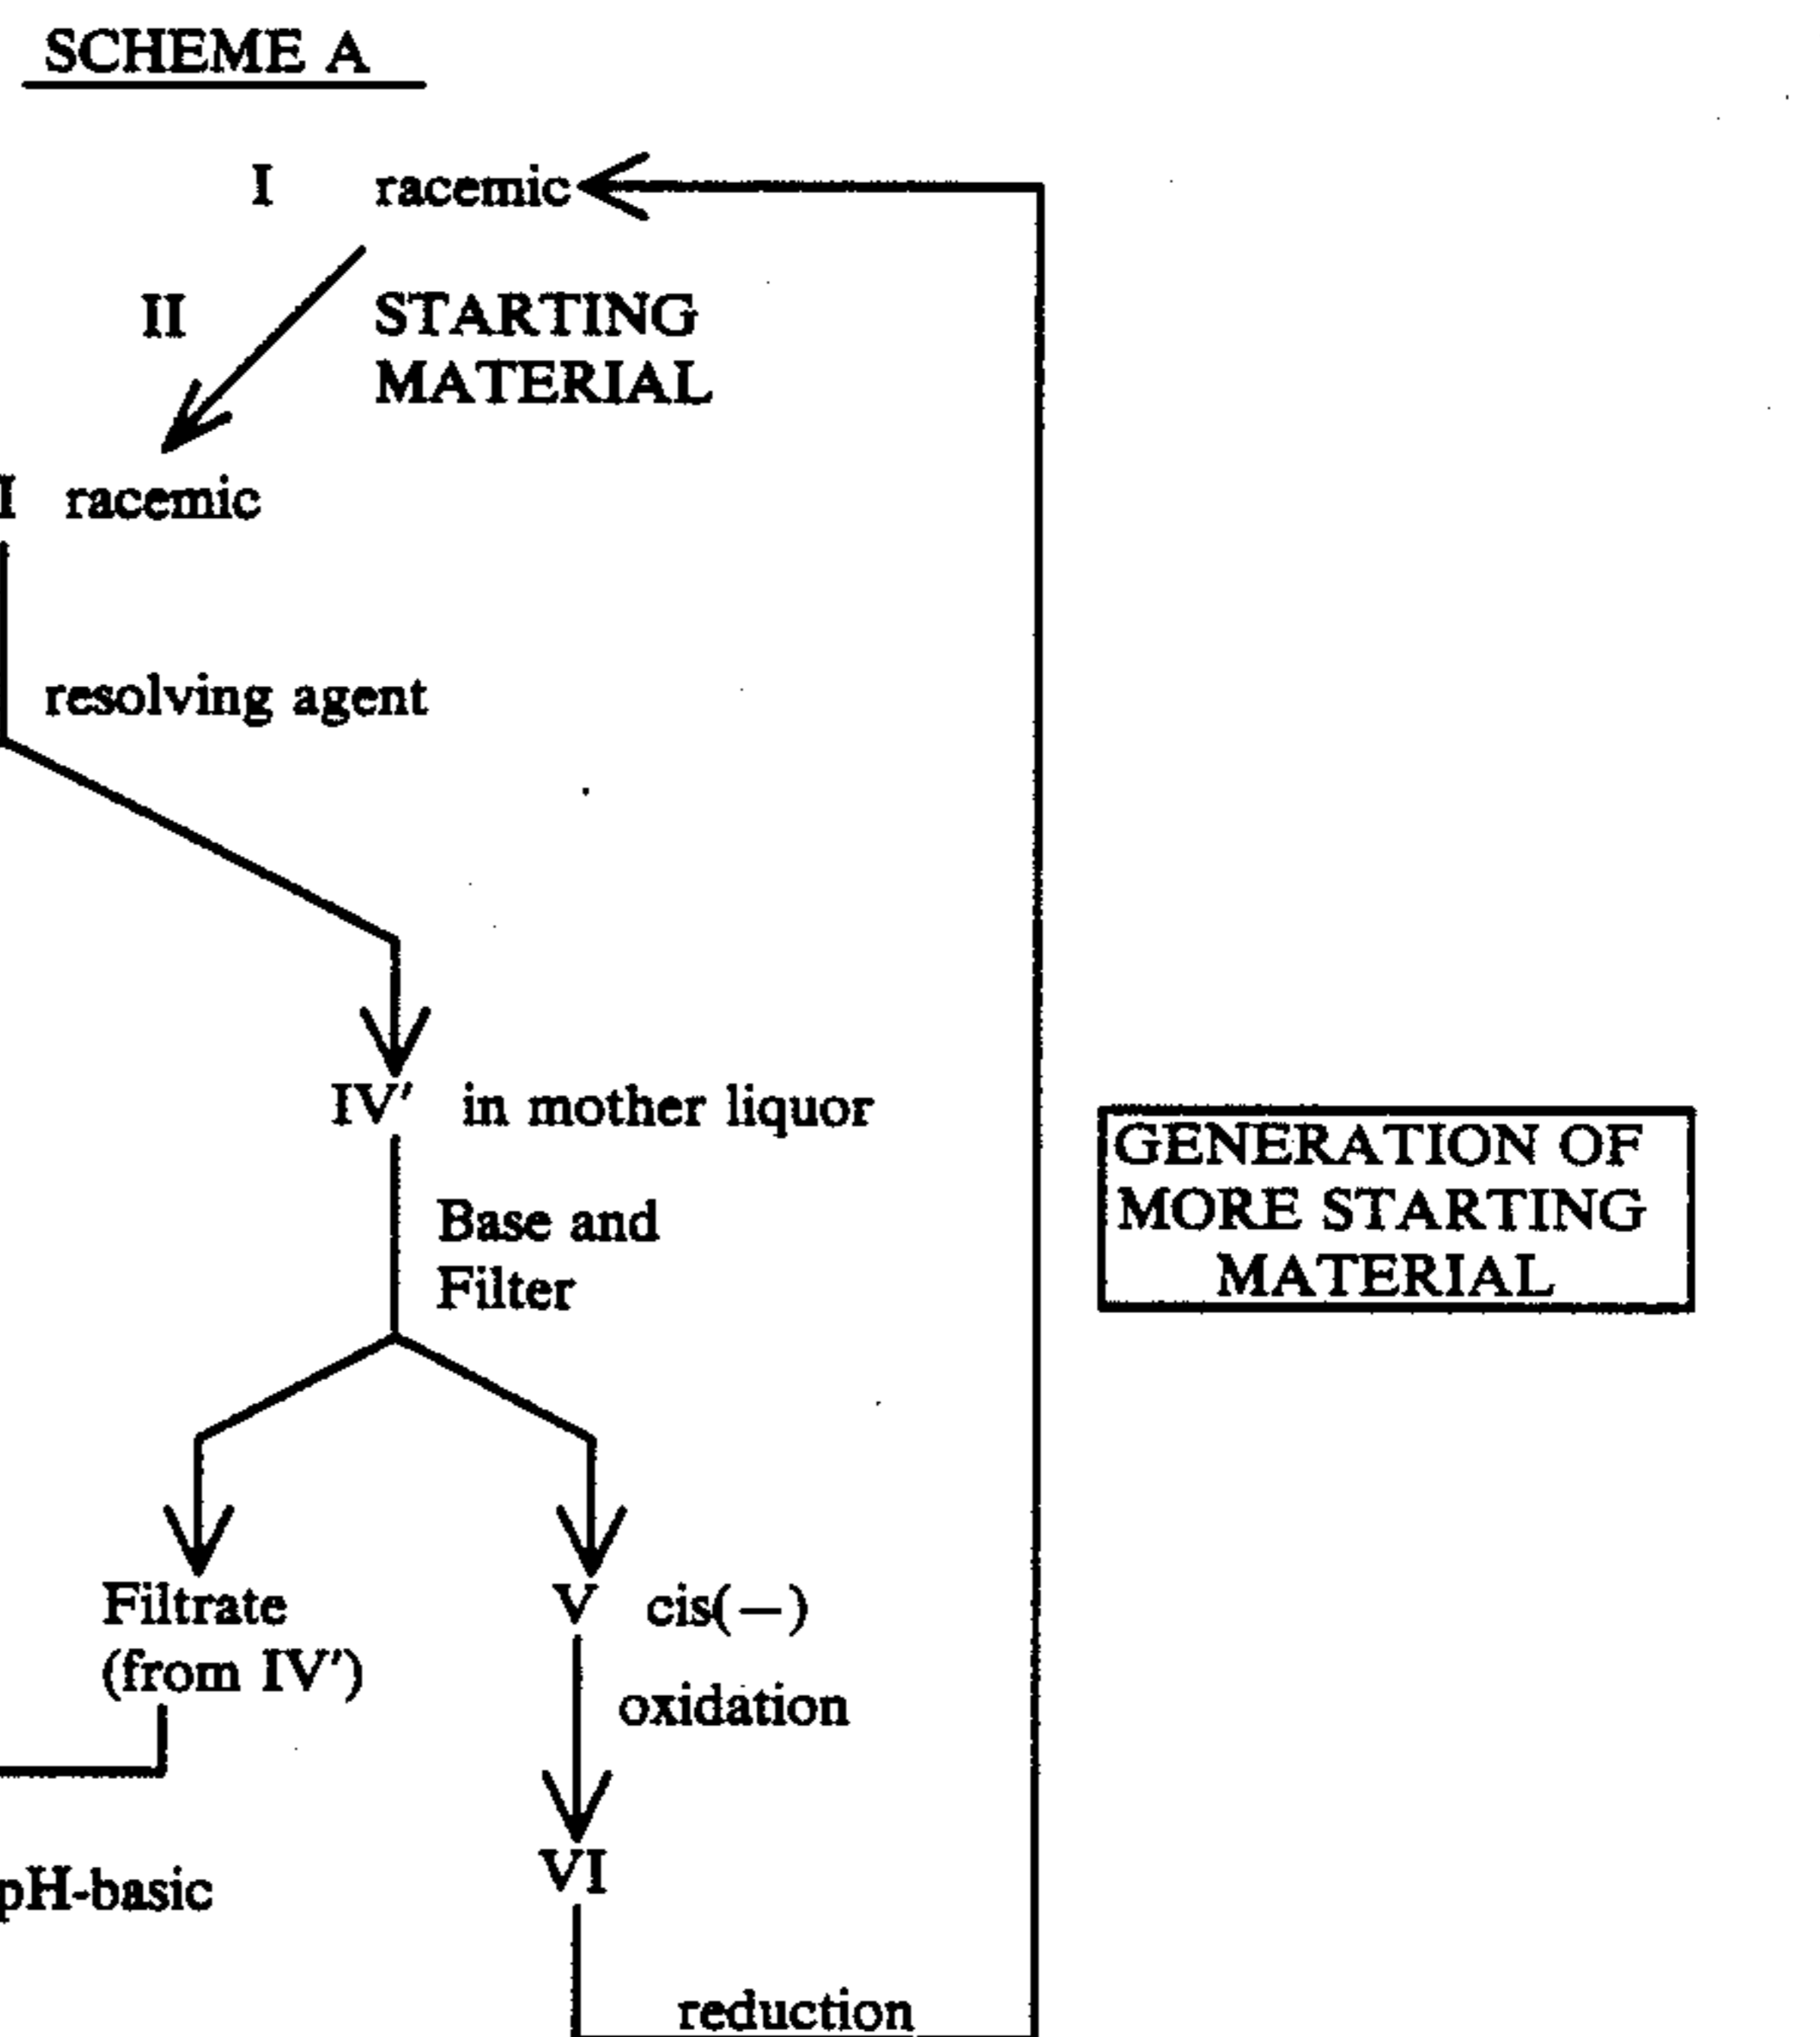 SCHEME A
I racemic
II
STARTING
MATERIAL
I racemic
resolving agent
IV' in mother liquor
Base and
Filter
GENERATION OF
MORE STARTING
MATERIAL
Filtrate
(from IV')
V cis(—)
oxidation
VI
pH-basic
reduction